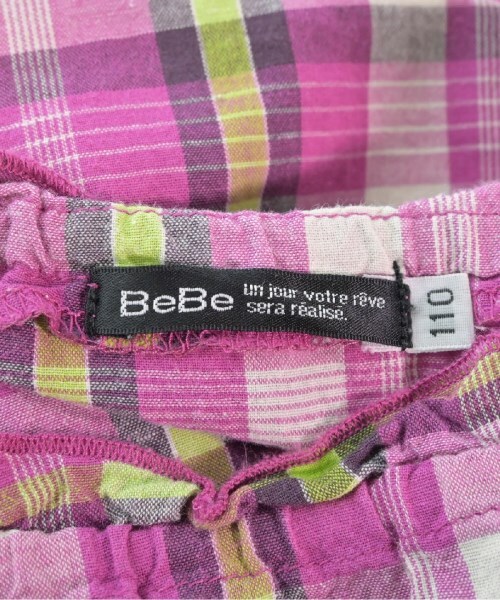 BeBe
un jour votre rêve
sera réalisé.
110